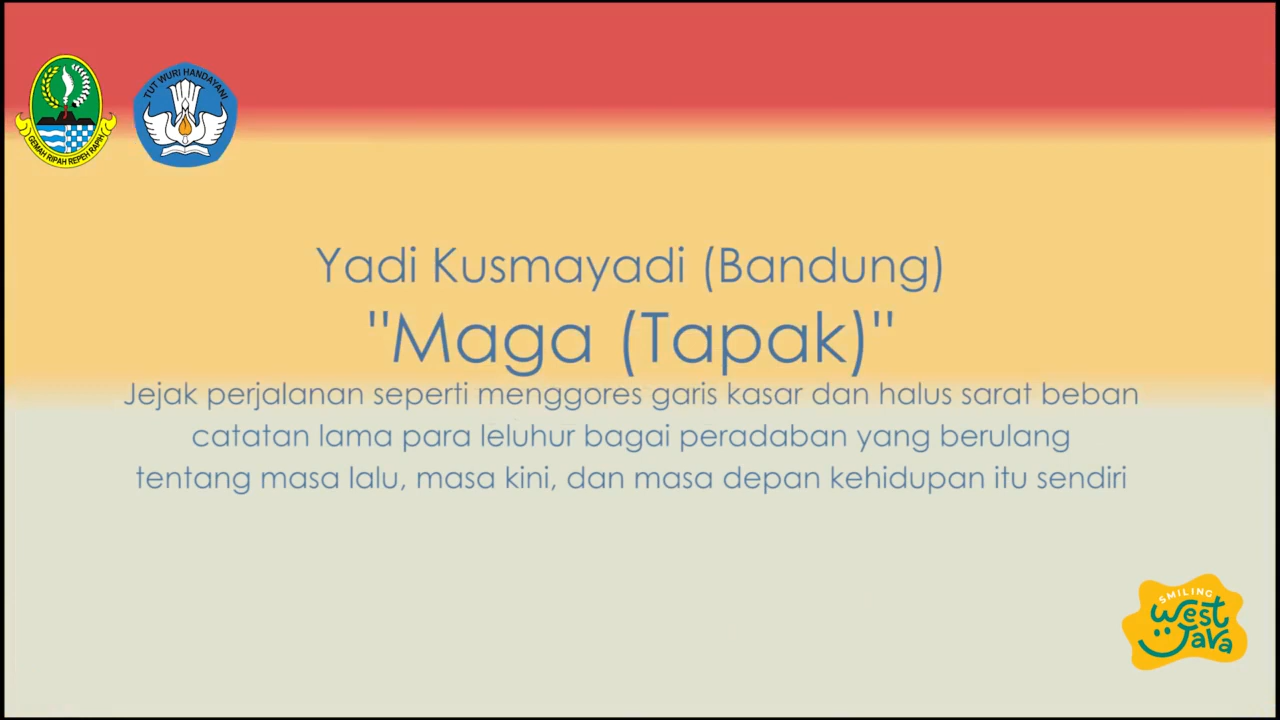 GEMAH RIPAH REPEH RAPIH
TUT WURI HANDAYANI
Yadi Kusmayadi (Bandung)
"Maga (Tapak)"
Jejak perjalanan seperti menggores garis kasar dan halus sarat beban
catatan lama para leluhur bagai peradaban yang berulang
tentang masa lalu, masa kini, dan masa depan kehidupan itu sendiri
SMILING
West
Java